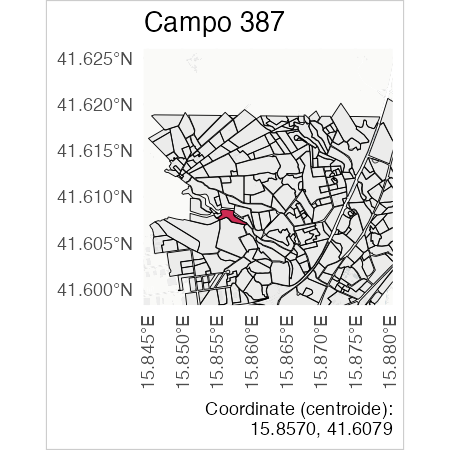 Campo 387
41.625°N
41.620°N
41.615°N
41.610°N
41.605°N
41.600°N
15.845°E
15.850°E
15.855°E
15.860°E
15.865°E
15.870°E
15.875°E
15.880°E
Coordinate (centroide):
15.8570, 41.6079